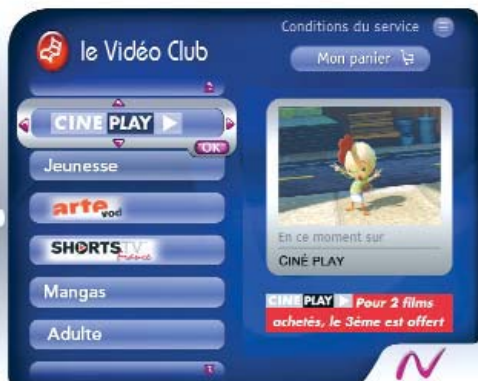 Conditions du service
le Vidéo Club
Mon panier
CINE PLAY
OK
Jeunesse
arte vod
SHORTS TV France
Mangas
Adulte
En ce moment sur
CINÉ PLAY
CINE PLAY Pour 2 films
achetés, le 3ème est offert